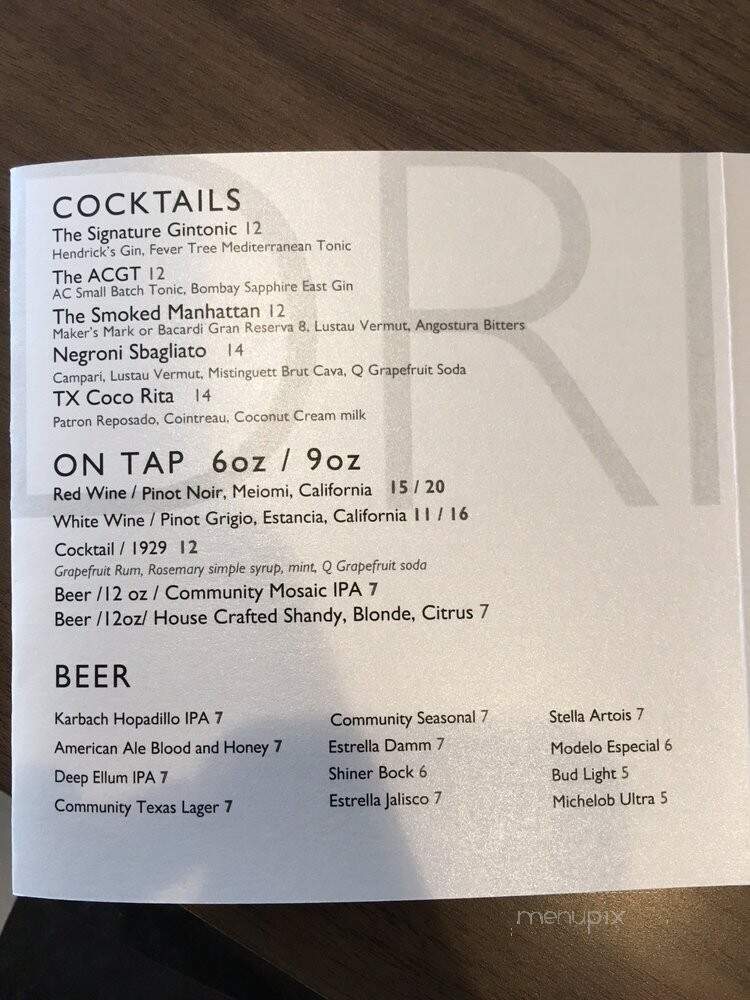 DRI
COCKTAILS
The Signature Gintonic 12
Hendrick's Gin, Fever Tree Mediterranean Tonic
The ACGT 12
AC Small Batch Tonic, Bombay Sapphire East Gin
The Smoked Manhattan 12
Maker's Mark or Bacardi Gran Reserva 8, Lustau Vermut, Angostura Bitters
Negroni Sbagliato 14
Campari, Lustau Vermut, Mistinguett Brut Cava, Q Grapefruit Soda
TX Coco Rita 14
Patron Reposado, Cointreau, Coconut Cream milk
ON TAP 6oz / 9oz
Red Wine / Pinot Noir, Meiomi, California 15 / 20
White Wine / Pinot Grigio, Estancia, California 11 / 16
Cocktail / 1929 12
Grapefruit Rum, Rosemary simple syrup, mint, Q Grapefruit soda
Beer /12 oz / Community Mosaic IPA 7
Beer /12oz/ House Crafted Shandy, Blonde, Citrus 7
BEER
Karbach Hopadillo IPA 7
American Ale Blood and Honey 7
Deep Ellum IPA 7
Community Texas Lager 7
Community Seasonal 7
Estrella Damm 7
Shiner Bock 6
Estrella Jalisco 7
Stella Artois 7
Modelo Especial 6
Bud Light 5
Michelob Ultra 5
menupix